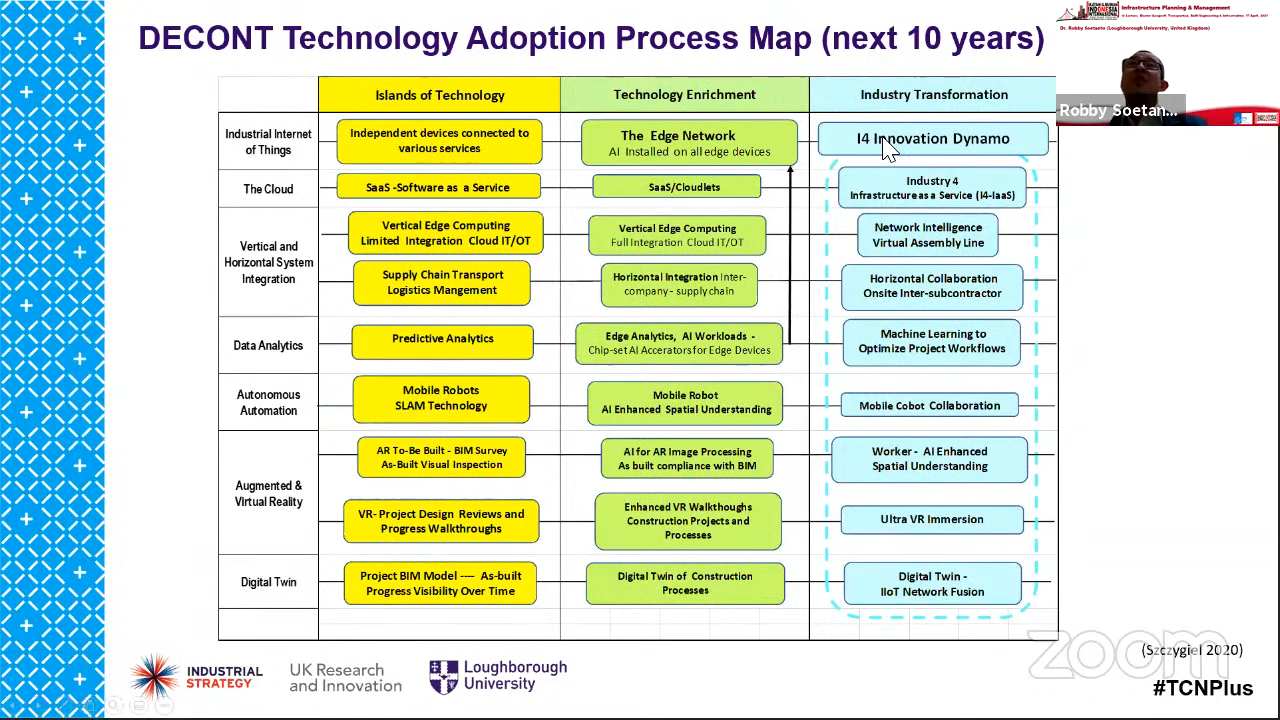 DECONT Technology Adoption Process Map (next 10 years)
INDONESIA
INTERNATIONAL
Infrastructure Planning & Management
Dr. Robby Soetanto (Loughborough University, United Kingdom)
Robby Soetan...
Islands of Technology
Technology Enrichment
Industry Transformation
Industrial Internet
of Things
Independent devices connected to
various services
The Edge Network
AI Installed on all edge devices
I4 Innovation Dynamo
The Cloud
SaaS -Software as a Service
SaaS/Cloudlets
Industry 4
Infrastructure as a Service (I4-IaaS)
Vertical and
Horizontal System
Integration
Vertical Edge Computing
Limited Integration Cloud IT/OT
Vertical Edge Computing
Full Integration Cloud IT/OT
Network Intelligence
Virtual Assembly Line
Supply Chain Transport
Logistics Mangement
Horizontal Integration Inter-
company - supply chain
Horizontal Collaboration
Onsite Inter-subcontractor
Data Analytics
Predictive Analytics
Edge Analytics, AI Workloads -
Chip-set AI Accerators for Edge Devices
Machine Learning to
Optimize Project Workflows
Autonomous
Automation
Mobile Robots
SLAM Technology
Mobile Robot
AI Enhanced Spatial Understanding
Mobile Cobot Collaboration
Augmented &
Virtual Reality
AR To-Be Built - BIM Survey
As-Built Visual Inspection
AI for AR Image Processing
As built compliance with BIM
Worker - AI Enhanced
Spatial Understanding
VR- Project Design Reviews and
Progress Walkthroughs
Enhanced VR Walkthoughs
Construction Projects and
Processes
Ultra VR Immersion
Digital Twin
Project BIM Model ---- As-built
Progress Visibility Over Time
Digital Twin of Construction
Processes
Digital Twin -
IIoT Network Fusion
zoom
(Szczygiel 2020)
#TCNPlus
INDUSTRIAL
STRATEGY
UK Research
and Innovation
Loughborough
University